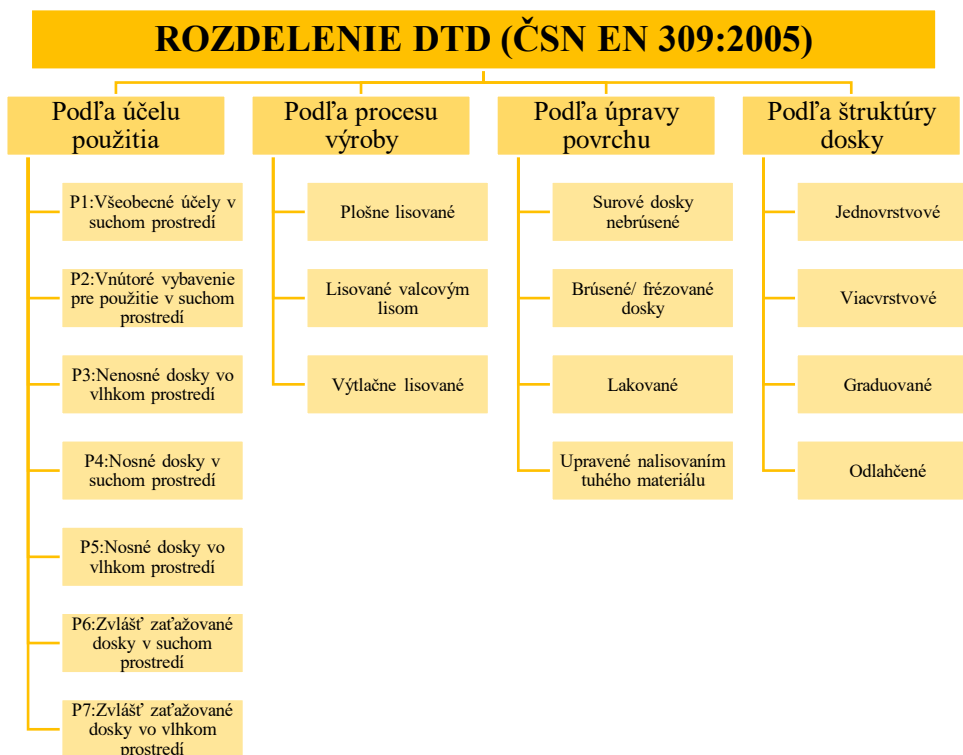 ROZDELENIE DTD (ČSN EN 309:2005)
Podľa účelu
použitia
P1:Všeobecné účely v
suchom prostredí
P2:Vnútoré vybavenie
pre použitie v suchom
prostredí
P3:Nenosné dosky vo
vlhkom prostredí
P4:Nosné dosky v
suchom prostredí
P5:Nosné dosky vo
vlhkom prostredí
P6:Zvlášť zaťažované
dosky v suchom
prostredí
P7:Zvlášť zaťažované
dosky vo vlhkom
prostredí
Podľa procesu
výroby
Plošne lisované
Lisované valcovým
lisom
Výtlačne lisované
Podľa úpravy
povrchu
Surové dosky
nebrúsené
Brúsené/ frézované
dosky
Lakované
Upravené nalisovaním
tuhého materiálu
Podľa štruktúry
dosky
Jednovrstvové
Viacvrstvové
Graduované
Odlahčené